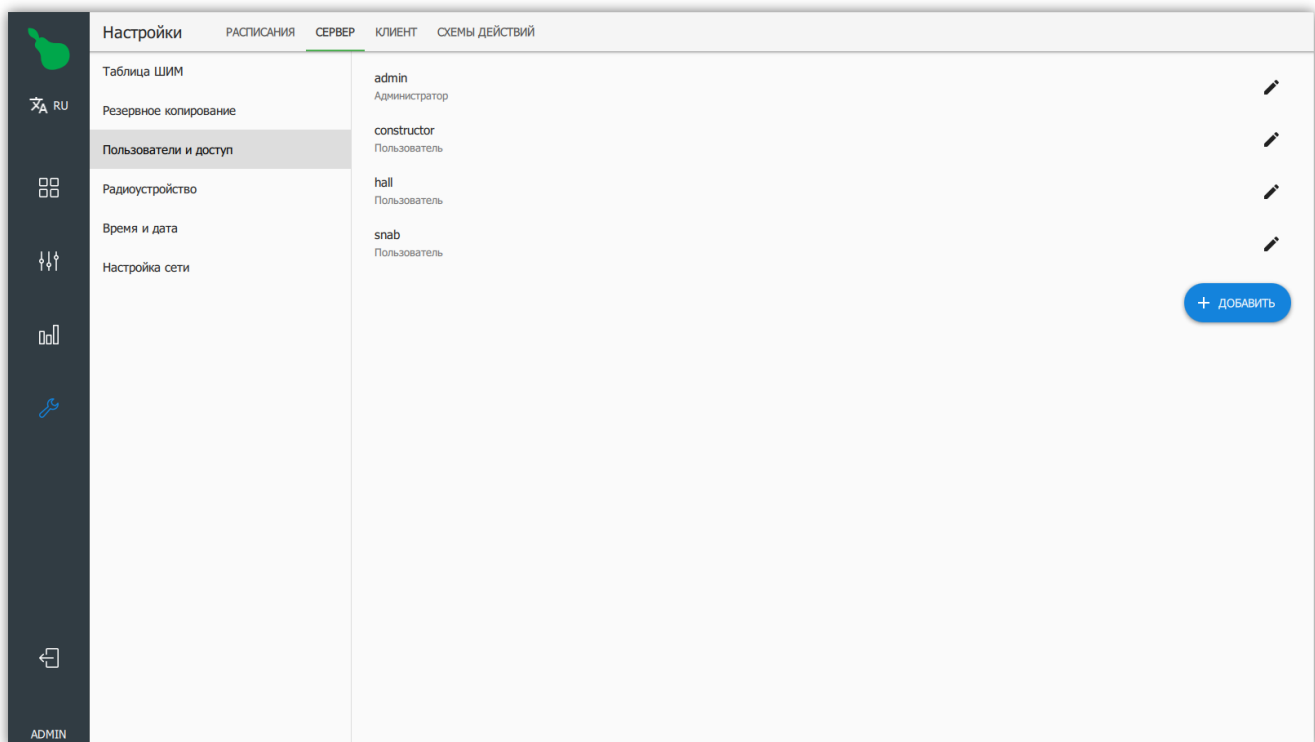 Настройки РАСПИСАНИЯ СЕРВЕР КЛИЕНТ СХЕМЫ ДЕЙСТВИЙ
RU
Таблица ШИМ
Резервное копирование
Пользователи и доступ
Радиоустройство
Время и дата
Настройка сети
admin
Администратор
constructor
Пользователь
hall
Пользователь
snab
Пользователь
+ ДОБАВИТЬ
ADMIN